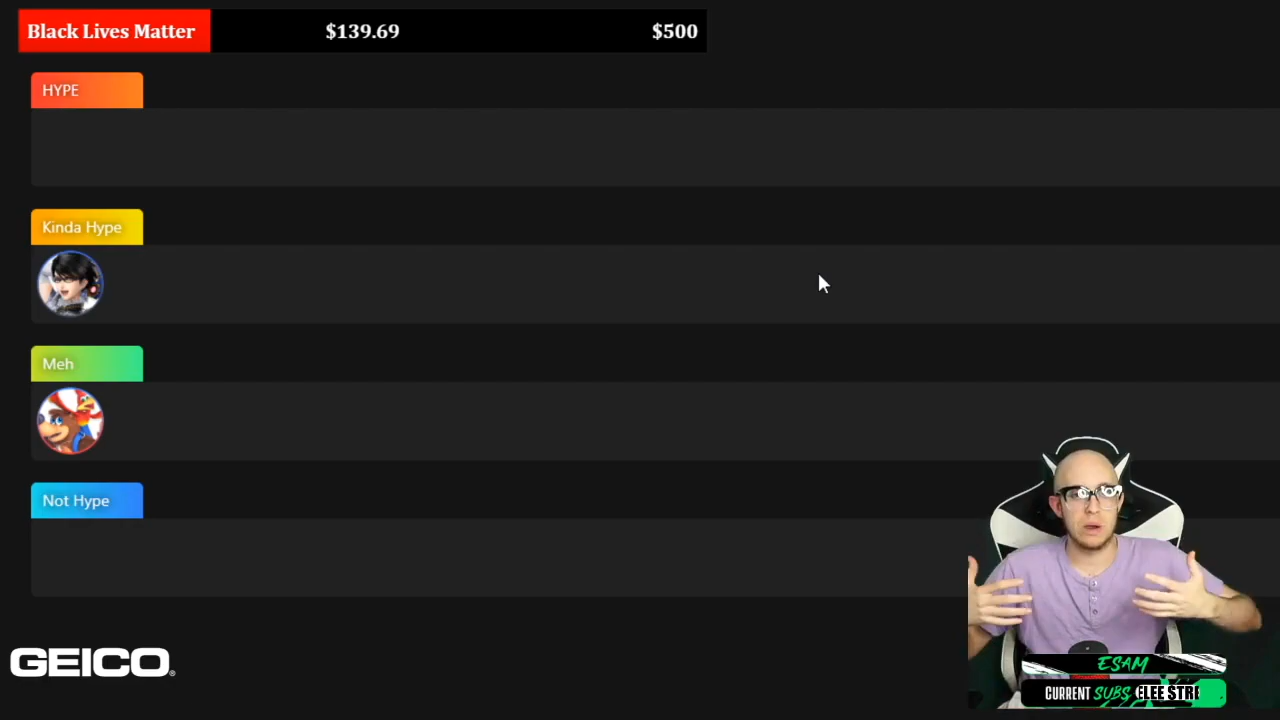 Black Lives Matter $139.69 $500
HYPE
Kinda Hype
Meh
Not Hype
GEICO
ESAM
CURRENT SUBS